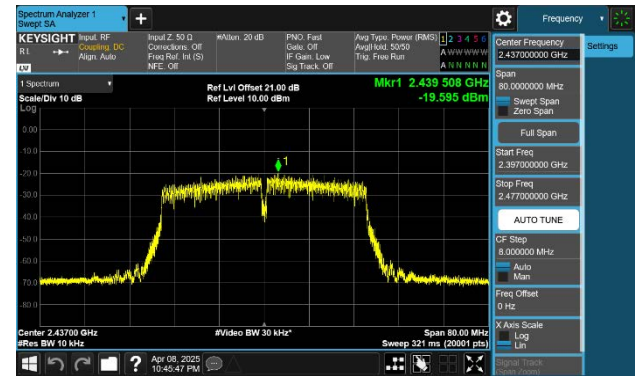 Spectrum Analyzer 1
Swept SA
+
Frequency
KEYSIGHT
Input: RF
Coupling: DC
Align: Auto
Input Z: 50 Ω
Corrections: Off
Freq Ref: Int (S)
NFE: Off
#Atten: 20 dB
PNO: Fast
Gate: Off
IF Gain: Low
Sig Track: Off
Avg Type: Power (RMS)
Avg|Hold: 50/50
Trig: Free Run
1 2 3 4 5 6
A W W W W W
A N N N N N
RL
LXI
1 Spectrum
Scale/Div 10 dB
Log
Ref Lvl Offset 21.00 dB
Ref Level 10.00 dBm
Mkr1 2.439 508 GHz
-19.595 dBm
1
0.00
-10.0
-20.0
-30.0
-40.0
-50.0
-60.0
-70.0
-80.0
Center 2.43700 GHz
#Res BW 10 kHz
#Video BW 30 kHz*
Span 80.00 MHz
Sweep 321 ms (20001 pts)
Center Frequency
2.437000000 GHz
Settings
Span
80.0000000 MHz
Swept Span
Zero Span
Full Span
Start Freq
2.397000000 GHz
Stop Freq
2.477000000 GHz
AUTO TUNE
CF Step
8.000000 MHz
Auto
Man
Freq Offset
0 Hz
X Axis Scale
Log
Lin
Signal Track
(Span Zoom)
?
Apr 08, 2025
10:45:47 PM